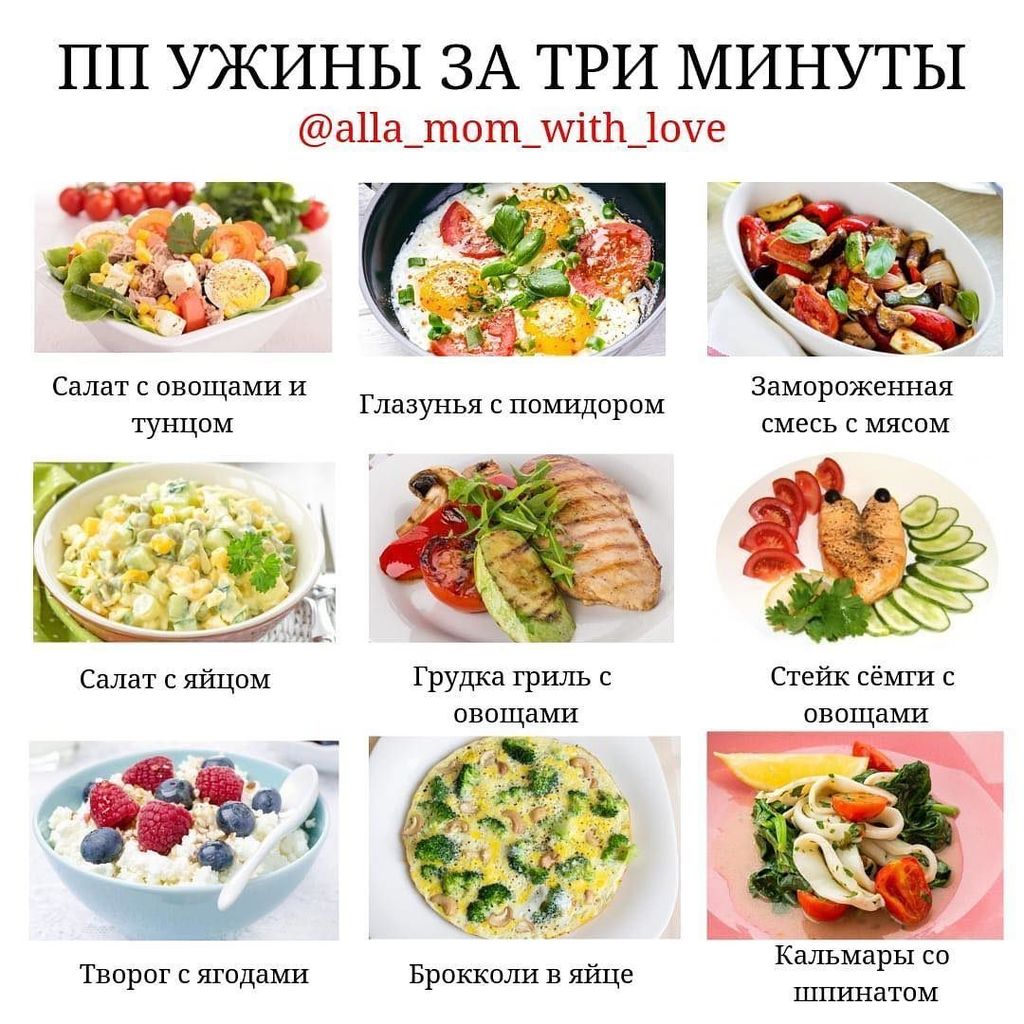 ПП УЖИНЫ ЗА ТРИ МИНУТЫ
@alla_mom_with_love
Салат с овощами и
тунцом
Глазунья с помидором
Замороженная
смесь с мясом
Салат с яйцом
Грудка гриль с
овощами
Стейк сёмги с
овощами
Творог с ягодами
Брокколи в яйце
Кальмары со
шпинатом